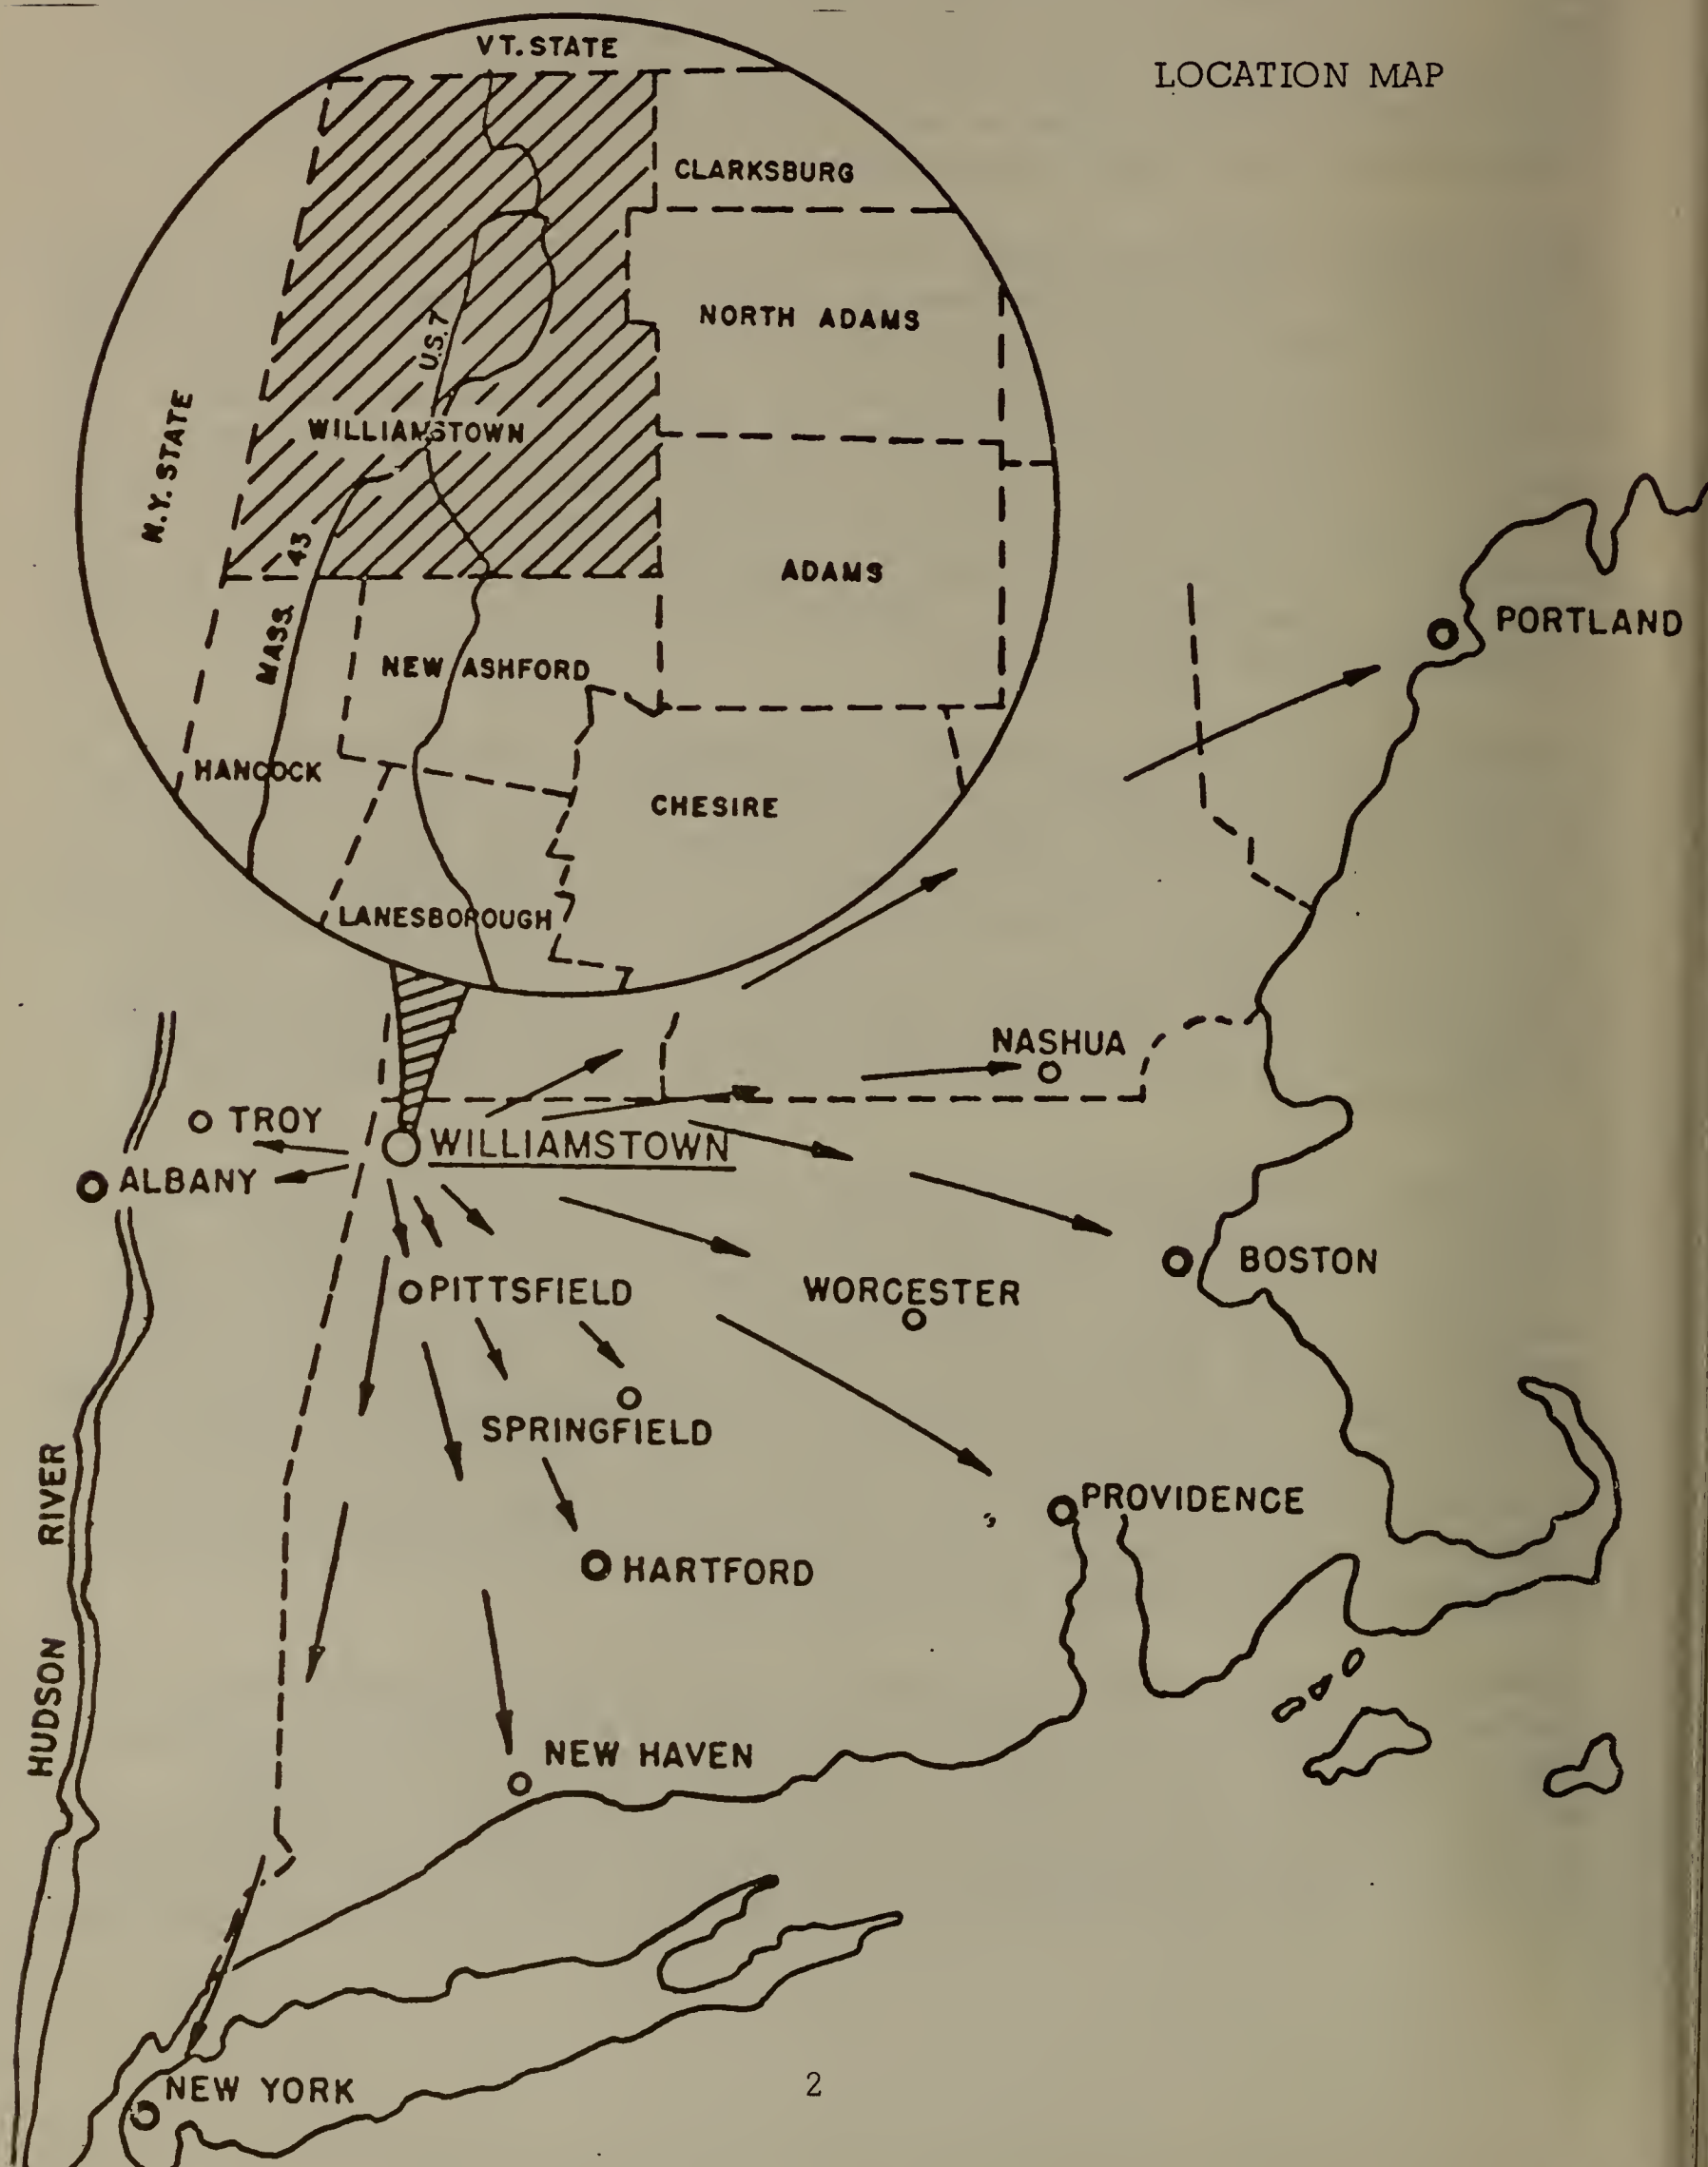 LOCATION MAP
VT. STATE
CLARKSBURG
NORTH ADAMS
U.S. 7
WILLIAMSTOWN
N.Y. STATE
ADAMS
MASS. 43
NEW ASHFORD
HANCOCK
CHESIRE
LANESBOROUGH
PORTLAND
NASHUA
TROY
WILLIAMSTOWN
ALBANY
BOSTON
PITTSFIELD
WORCESTER
SPRINGFIELD
PROVIDENCE
HARTFORD
HUDSON RIVER
NEW HAVEN
NEW YORK
2